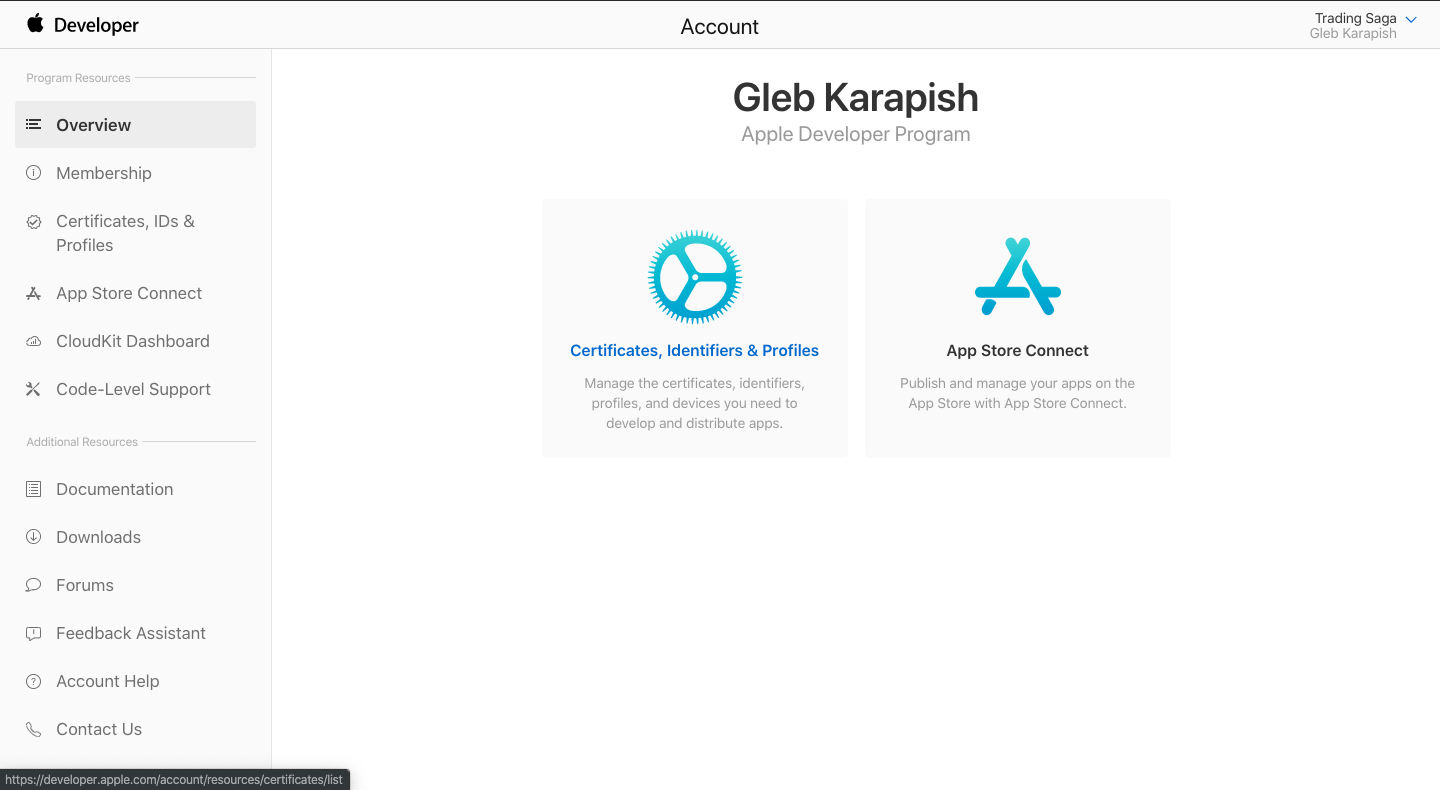 Developer
Account
Trading Saga
Gleb Karapish
Program Resources
Overview
Membership
Certificates, IDs &
Profiles
App Store Connect
CloudKit Dashboard
Code-Level Support
Additional Resources
Documentation
Downloads
Forums
Feedback Assistant
Account Help
Contact Us
Gleb Karapish
Apple Developer Program
Certificates, Identifiers & Profiles
Manage the certificates, identifiers,
profiles, and devices you need to
develop and distribute apps.
App Store Connect
Publish and manage your apps on the
App Store with App Store Connect.
https://developer.apple.com/account/resources/certificates/list